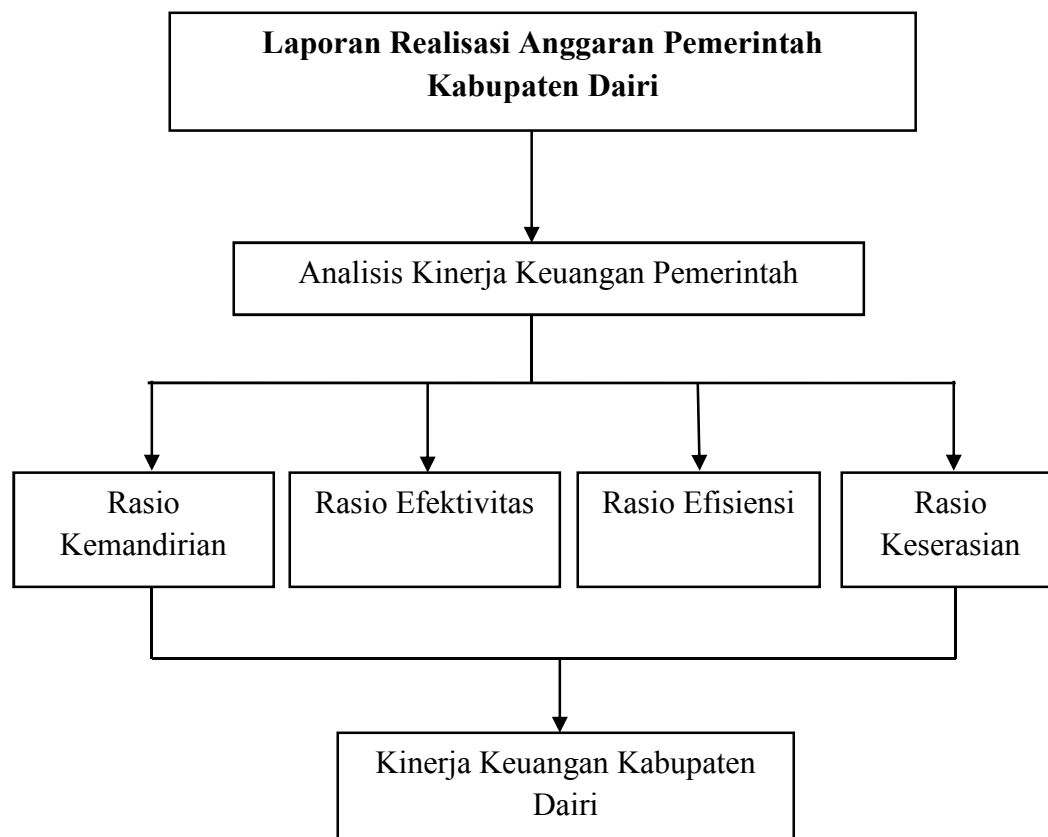 Laporan Realisasi Anggaran Pemerintah
Kabupaten Dairi
Analisis Kinerja Keuangan Pemerintah
Rasio
Kemandirian
Rasio Efektivitas
Rasio Efisiensi
Rasio
Keserasian
Kinerja Keuangan Kabupaten
Dairi